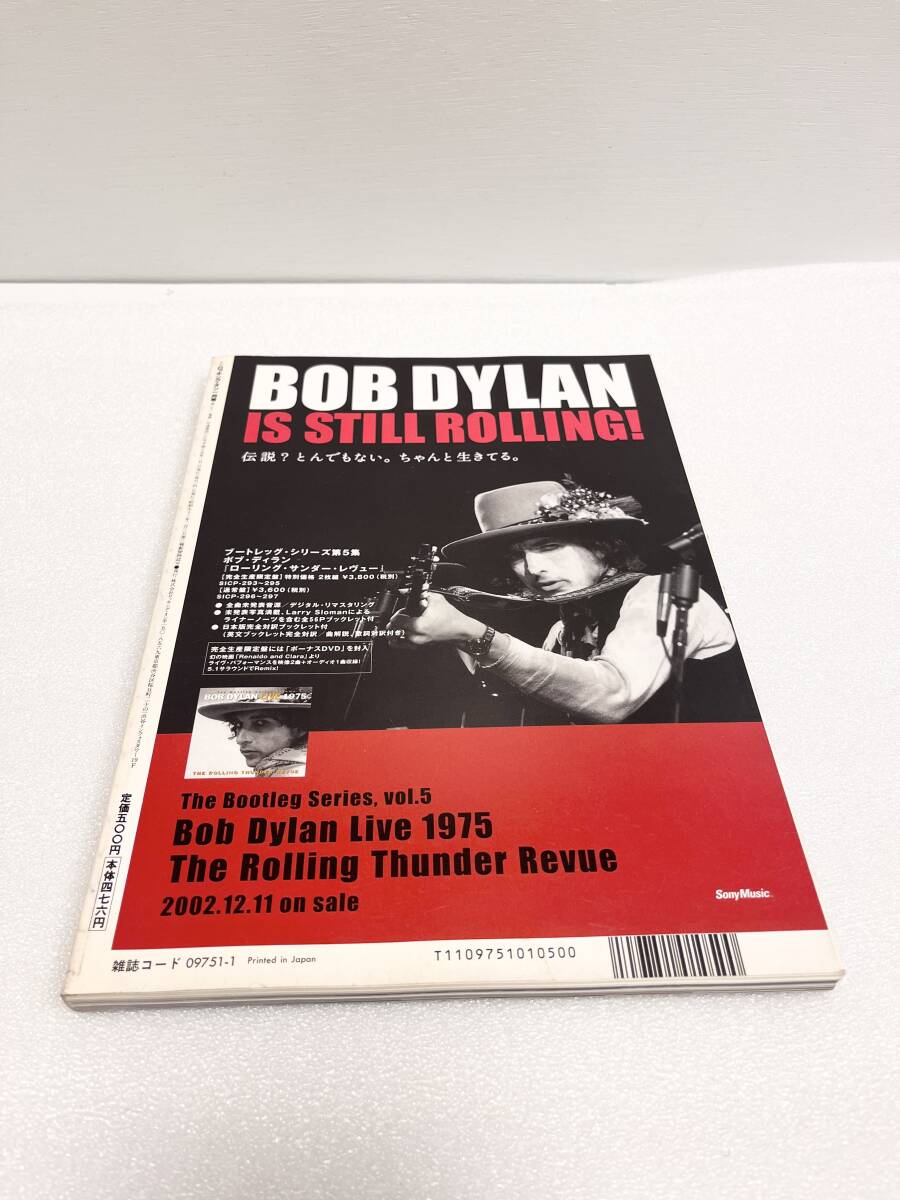 BOB DYLAN
IS STILL ROLLING!
伝説？とんでもない。ちゃんと生きてる。
ブートレッグ・シリーズ第5集
ボブ・ディラン
「ローリング・サンダー・レヴュー」
［完全生産限定盤］特別価格 2枚組 ￥3,800（税別）
SICP-293〜295
［通常盤］￥3,600（税別）
SICP-296〜297
● 全曲未発表音源／デジタル・リマスタリング
● 未発表写真満載、Larry Slomanによる
ライナーノーツを含む全56Pブックレット付
● 日本版完全対訳ブックレット付
（英文ブックレット完全対訳／曲解説、歌詞対訳付き）
完全生産限定盤には「ボーナスDVD」を封入
幻の映画「Renaldo and Clara」より
ライヴ・パフォーマンスを映像2曲+オーディオ1曲収録！
5.1サラウンドでRemix!
BOB DYLAN LIVE 1975
THE ROLLING THUNDER REVUE
The Bootleg Series, vol.5
Bob Dylan Live 1975
The Rolling Thunder Revue
2002.12.11 on sale
SonyMusic
定価五〇〇円 本体四七六円
雑誌コード 09751-1 Printed in Japan
T1109751010500